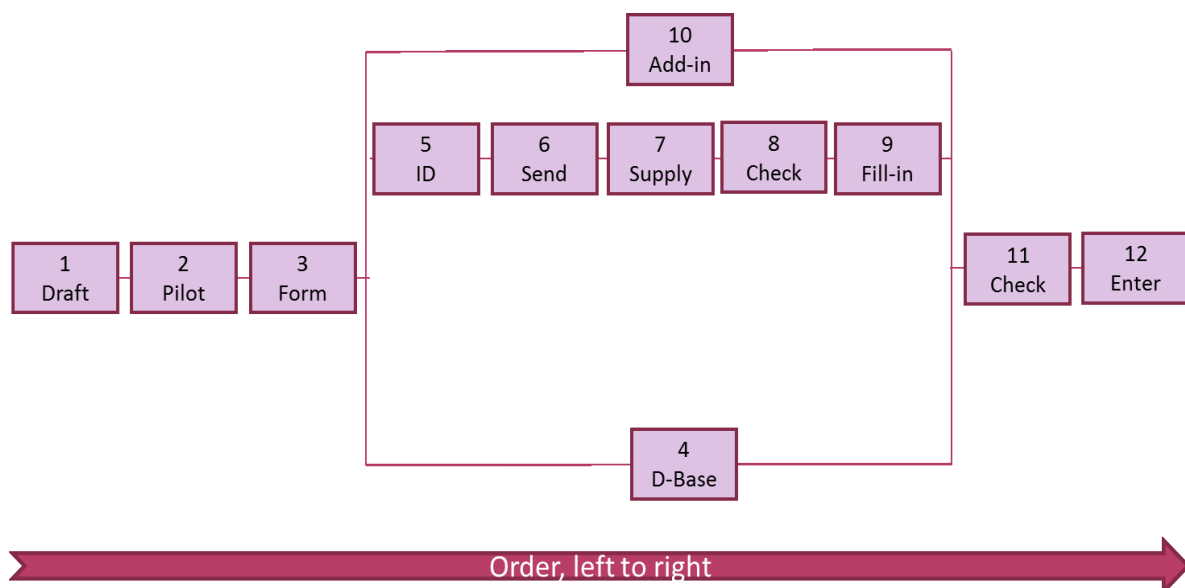 10
Add-in
5
ID
6
Send
7
Supply
8
Check
9
Fill-in
1
Draft
2
Pilot
3
Form
11
Check
12
Enter
4
D-Base
Order, left to right